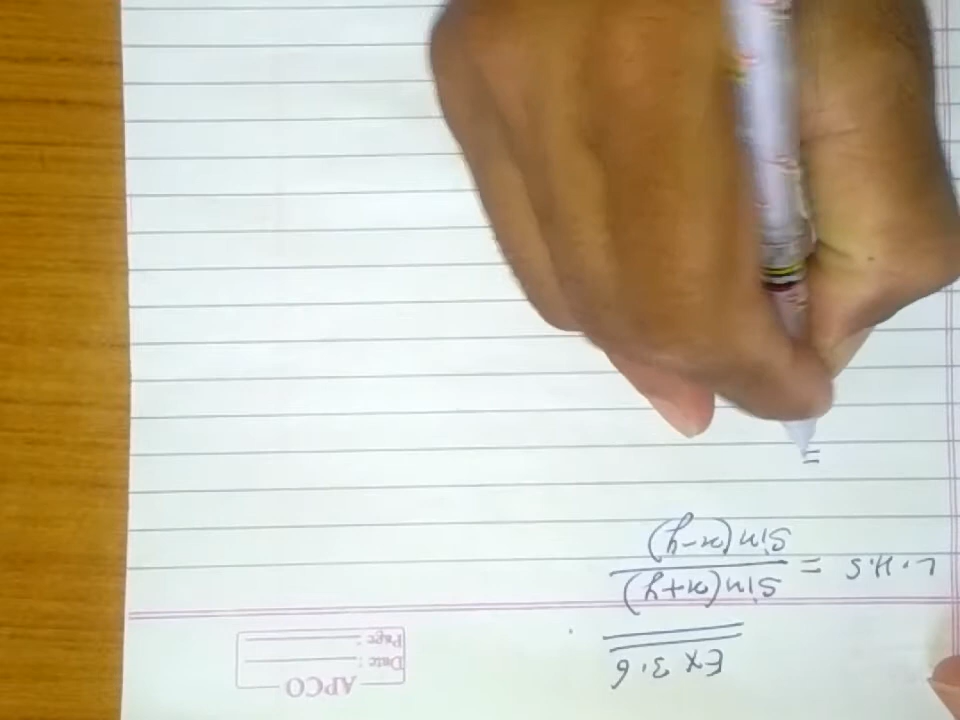 APCO
Date :
Page :
Ex 3.6
L.H.S = sin(x+y)
sin(x-y)
=